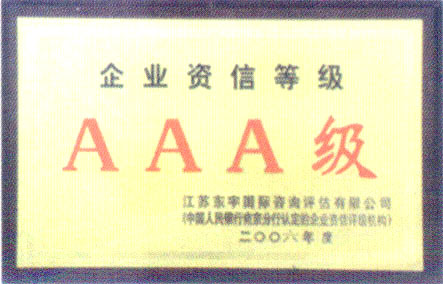 企业资信等级
AAA级
江苏东宇国际咨询评估有限公司
(中国人民银行南京分行认定的企业资信评级机构)
二〇〇六年度